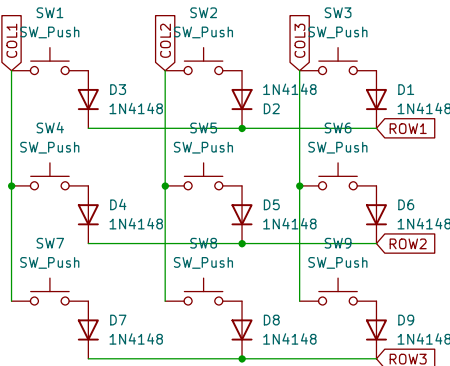 SW1 SW2 SW3
COL1 SW_Push COL2 SW_Push COL3 SW_Push
D3 1N4148 D1
1N4148 D2 1N4148
ROW1
SW4 SW5 SW6
SW_Push SW_Push SW_Push
D4 D5 D6
1N4148 1N4148 1N4148
ROW2
SW7 SW8 SW9
SW_Push SW_Push SW_Push
D7 D8 D9
1N4148 1N4148 1N4148
ROW3